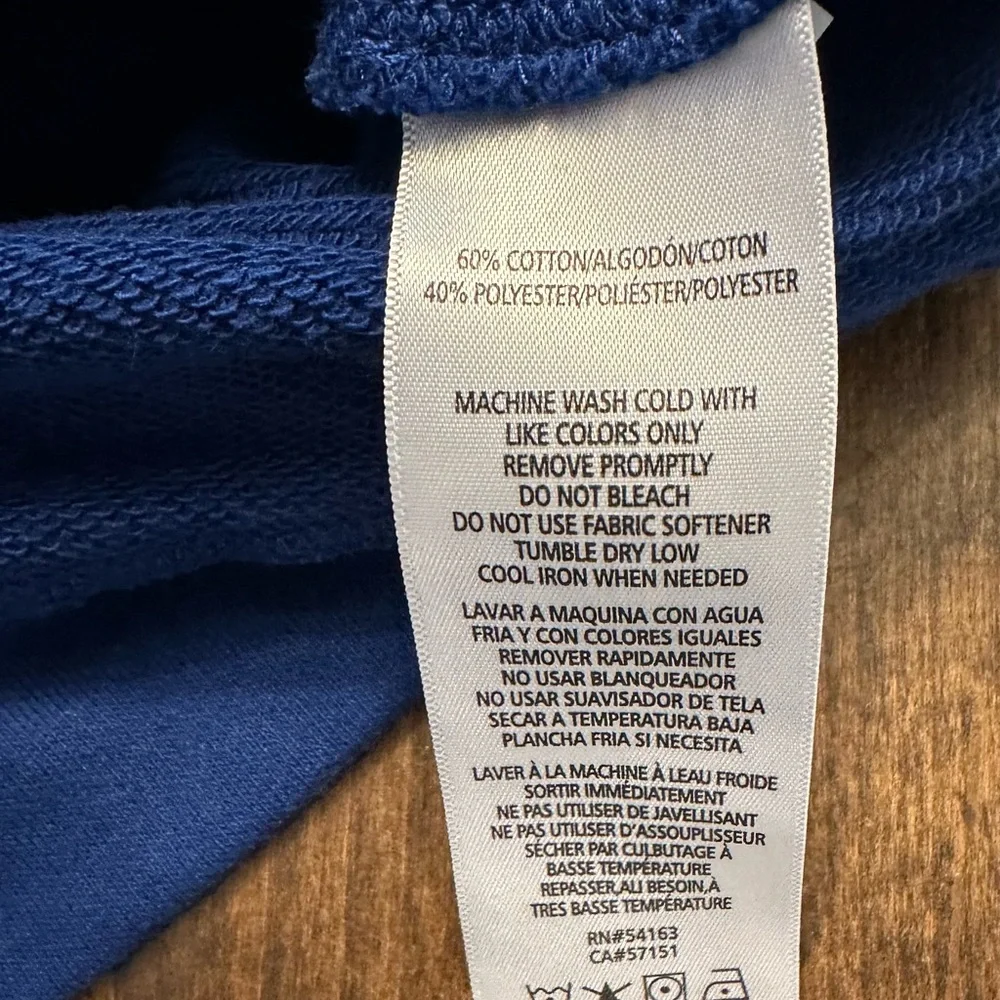 60% COTTON/ALGODÓN/COTON
40% POLYESTER/POLIÉSTER/POLYESTER
MACHINE WASH COLD WITH
LIKE COLORS ONLY
REMOVE PROMPTLY
DO NOT BLEACH
DO NOT USE FABRIC SOFTENER
TUMBLE DRY LOW
COOL IRON WHEN NEEDED
LAVAR A MAQUINA CON AGUA
FRIA Y CON COLORES IGUALES
REMOVER RAPIDAMENTE
NO USAR BLANQUEADOR
NO USAR SUAVISADOR DE TELA
SECAR A TEMPERATURA BAJA
PLANCHA FRIA SI NECESITA
LAVER À LA MACHINE À LEAU FROIDE
SORTIR IMMÉDIATEMENT
NE PAS UTILISER DE JAVELLISANT
NE PAS UTILISER D'ASSOUPLISSEUR
SÉCHER PAR CULBUTAGE À
BASSE TEMPÉRATURE
REPASSER,AU BESOIN,À
TRES BASSE TEMPÉRATURE
RN#54163
CA#57151